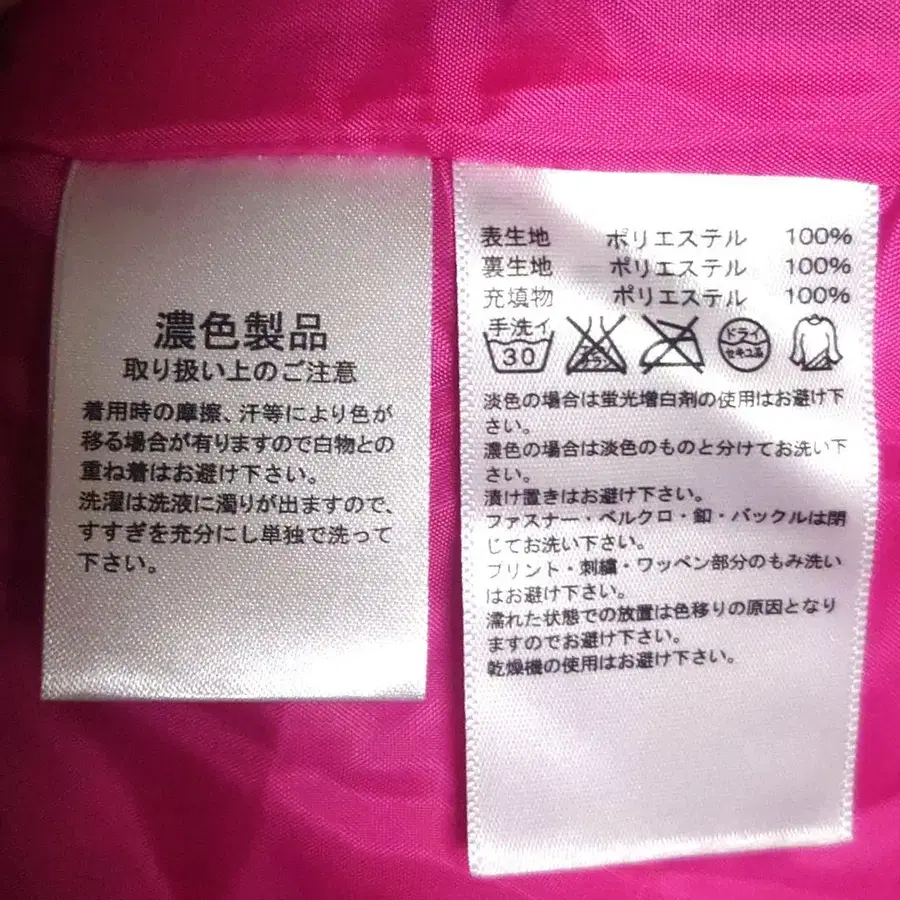 濃色製品
取り扱い上のご注意
着用時の摩擦、汗等により色が
移る場合が有りますので白物との
重ね着はお避け下さい。
洗濯は洗液に濁りが出ますので、
すすぎを充分にし単独で洗って
下さい。
表生地 ポリエステル 100%
裏生地 ポリエステル 100%
充填物 ポリエステル 100%
手洗イ
30
ドライ
セキユ系
淡色の場合は蛍光増白剤の使用はお避け下
さい。
濃色の場合は淡色のものと分けてお洗い下
さい。
漬け置きはお避け下さい。
ファスナー・ベルクロ・釦・バックルは閉
じてお洗い下さい。
プリント・刺繍・ワッペン部分のもみ洗い
はお避け下さい。
濡れた状態での放置は色移りの原因となり
ますのでお避け下さい。
乾燥機の使用はお避け下さい。